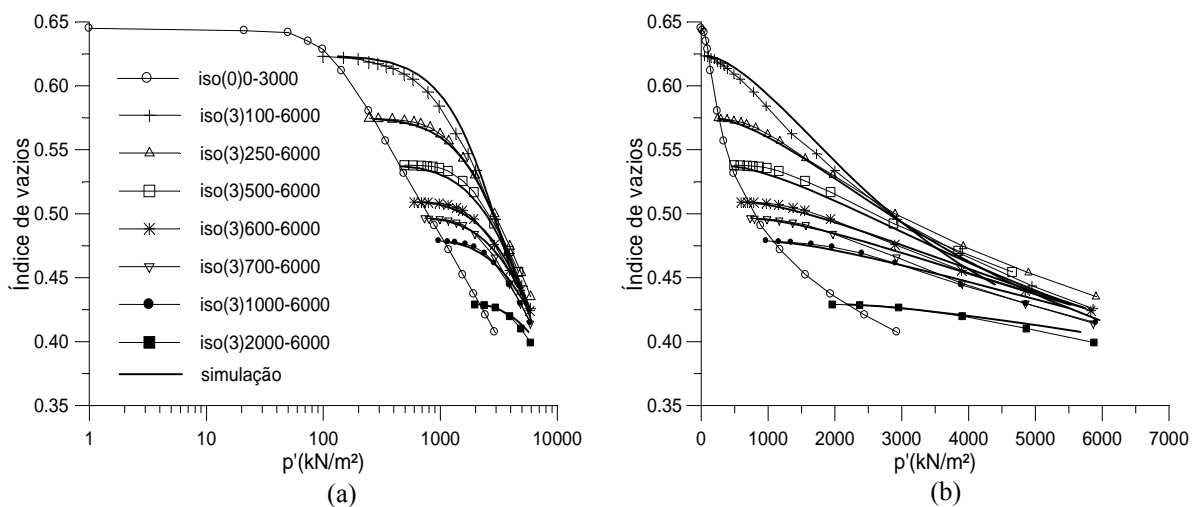 0.65
0.60
0.55
0.50
0.45
0.40
0.35
Índice de vazios
iso(0)0-3000
iso(3)100-6000
iso(3)250-6000
iso(3)500-6000
iso(3)600-6000
iso(3)700-6000
iso(3)1000-6000
iso(3)2000-6000
simulação
1 10 100 1000 10000
p'(kN/m²)
(a)
0.65
0.60
0.55
0.50
0.45
0.40
0.35
Índice de vazios
0 1000 2000 3000 4000 5000 6000 7000
p'(kN/m²)
(b)